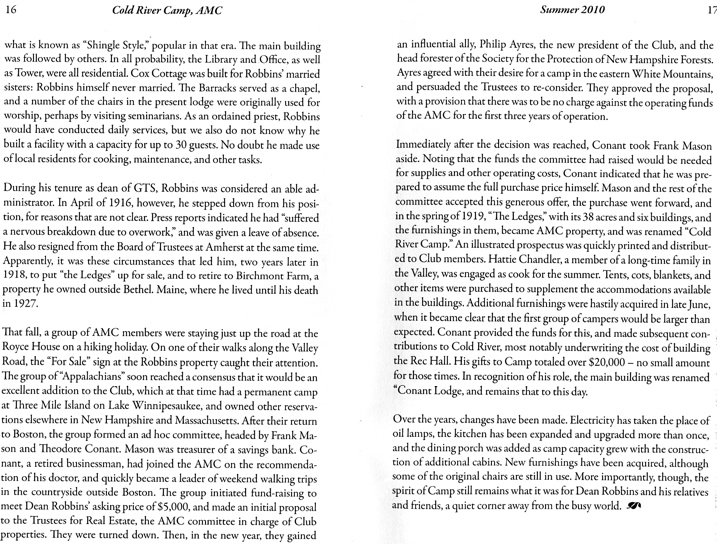 16 Cold River Camp, AMC
what is known as “Shingle Style,” popular in that era. The main building
was followed by others. In all probability, the Library and Office, as well
as Tower, were all residential. Cox Cottage was built for Robbins’ married
sisters: Robbins himself never married. The Barracks served as a chapel,
and a number of the chairs in the present lodge were originally used for
worship, perhaps by visiting seminarians. As an ordained priest, Robbins
would have conducted daily services, but we also do not know why he
built a facility with a capacity for up to 30 guests. No doubt he made use
of local residents for cooking, maintenance, and other tasks.
During his tenure as dean of GTS, Robbins was considered an able ad-
ministrator. In April of 1916, however, he stepped down from his posi-
tion, for reasons that are not clear. Press reports indicated he had “suffered
a nervous breakdown due to overwork,” and was given a leave of absence.
He also resigned from the Board of Trustees at Amherst at the same time.
Apparently, it was these circumstances that led him, two years later in
1918, to put “the Ledges” up for sale, and to retire to Birchmont Farm, a
property he owned outside Bethel. Maine, where he lived until his death
in 1927.
That fall, a group of AMC members were staying just up the road at the
Royce House on a hiking holiday. On one of their walks along the Valley
Road, the “For Sale” sign at the Robbins property caught their attention.
The group of “Appalachians” soon reached a consensus that it would be an
excellent addition to the Club, which at that time had a permanent camp
at Three Mile Island on Lake Winnipesaukee, and owned other reserva-
tions elsewhere in New Hampshire and Massachusetts. After their return
to Boston, the group formed an ad hoc committee, headed by Frank Ma-
son and Theodore Conant. Mason was treasurer of a savings bank. Co-
nant, a retired businessman, had joined the AMC on the recommenda-
tion of his doctor, and quickly became a leader of weekend walking trips
in the countryside outside Boston. The group initiated fund-raising to
meet Dean Robbins’ asking price of $5,000, and made an initial proposal
to the Trustees for Real Estate, the AMC committee in charge of Club
properties. They were turned down. Then, in the new year, they gained
Summer 2010 17
an influential ally, Philip Ayres, the new president of the Club, and the
head forester of the Society for the Protection of New Hampshire Forests.
Ayres agreed with their desire for a camp in the eastern White Mountains,
and persuaded the Trustees to re-consider. They approved the proposal,
with a provision that there was to be no charge against the operating funds
of the AMC for the first three years of operation.
Immediately after the decision was reached, Conant took Frank Mason
aside. Noting that the funds the committee had raised would be needed
for supplies and other operating costs, Conant indicated that he was pre-
pared to assume the full purchase price himself. Mason and the rest of the
committee accepted this generous offer, the purchase went forward, and
in the spring of 1919, “The Ledges,” with its 38 acres and six buildings, and
the furnishings in them, became AMC property, and was renamed “Cold
River Camp.” An illustrated prospectus was quickly printed and distribut-
ed to Club members. Hattie Chandler, a member of a long-time family in
the Valley, was engaged as cook for the summer. Tents, cots, blankets, and
other items were purchased to supplement the accommodations available
in the buildings. Additional furnishings were hastily acquired in late June,
when it became clear that the first group of campers would be larger than
expected. Conant provided the funds for this, and made subsequent con-
tributions to Cold River, most notably underwriting the cost of building
the Rec Hall. His gifts to Camp totaled over $20,000 – no small amount
for those times. In recognition of his role, the main building was renamed
“Conant Lodge, and remains that to this day.
Over the years, changes have been made. Electricity has taken the place of
oil lamps, the kitchen has been expanded and upgraded more than once,
and the dining porch was added as camp capacity grew with the construc-
tion of additional cabins. New furnishings have been acquired, although
some of the original chairs are still in use. More importantly, though, the
spirit of Camp still remains what it was for Dean Robbins and his relatives
and friends, a quiet corner away from the busy world.